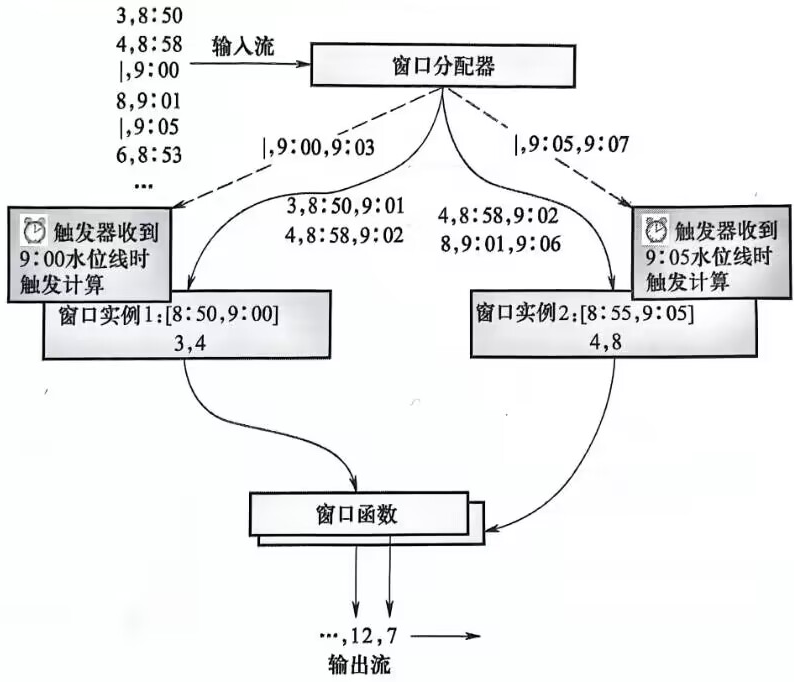 3,8:50
4,8:58
|,9:00
8,9:01
|,9:05
6,8:53
…
输入流
窗口分配器
|,9:00,9:03
|,9:05,9:07
3,8:50,9:01
4,8:58,9:02
4,8:58,9:02
8,9:01,9:06
触发器收到
9:00水位线时
触发计算
触发器收到
9:05水位线时
触发计算
窗口实例1:[8:50,9:00]
3,4
窗口实例2:[8:55,9:05]
4,8
窗口函数
…,12,7
输出流